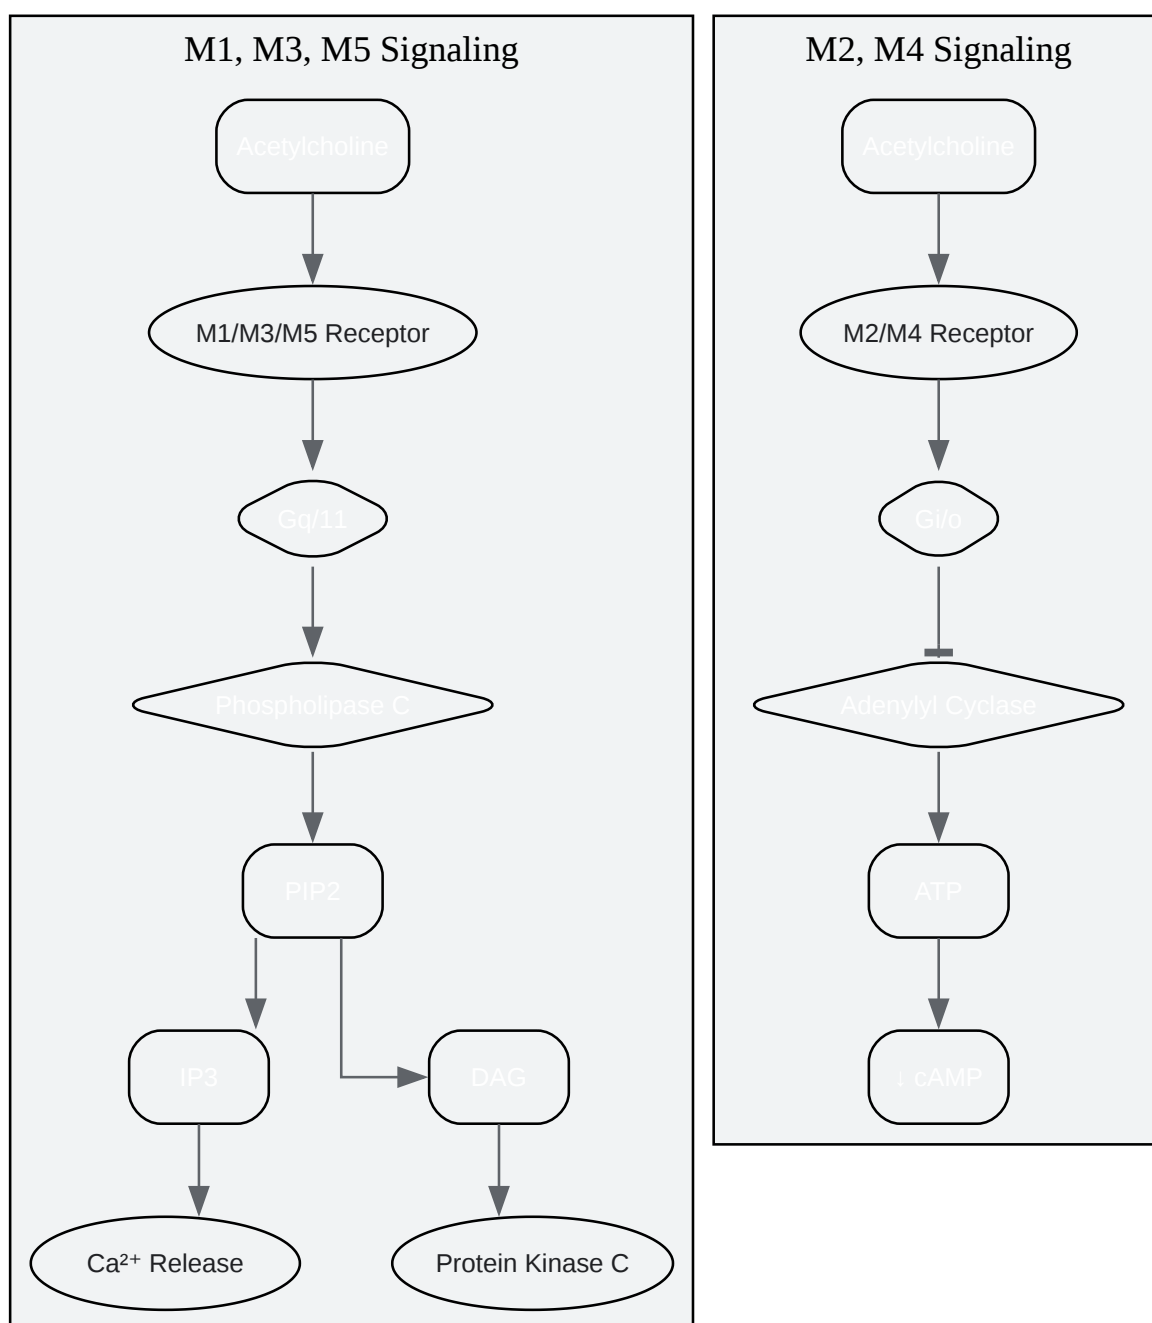 M1, M3, M5 Signaling
Acetylcholine
M1/M3/M5 Receptor
Gq/11
Phospholipase C
PIP2
IP3
DAG
Ca²⁺ Release
Protein Kinase C
M2, M4 Signaling
Acetylcholine
M2/M4 Receptor
Gi/o
Adenylyl Cyclase
ATP
↓ cAMP